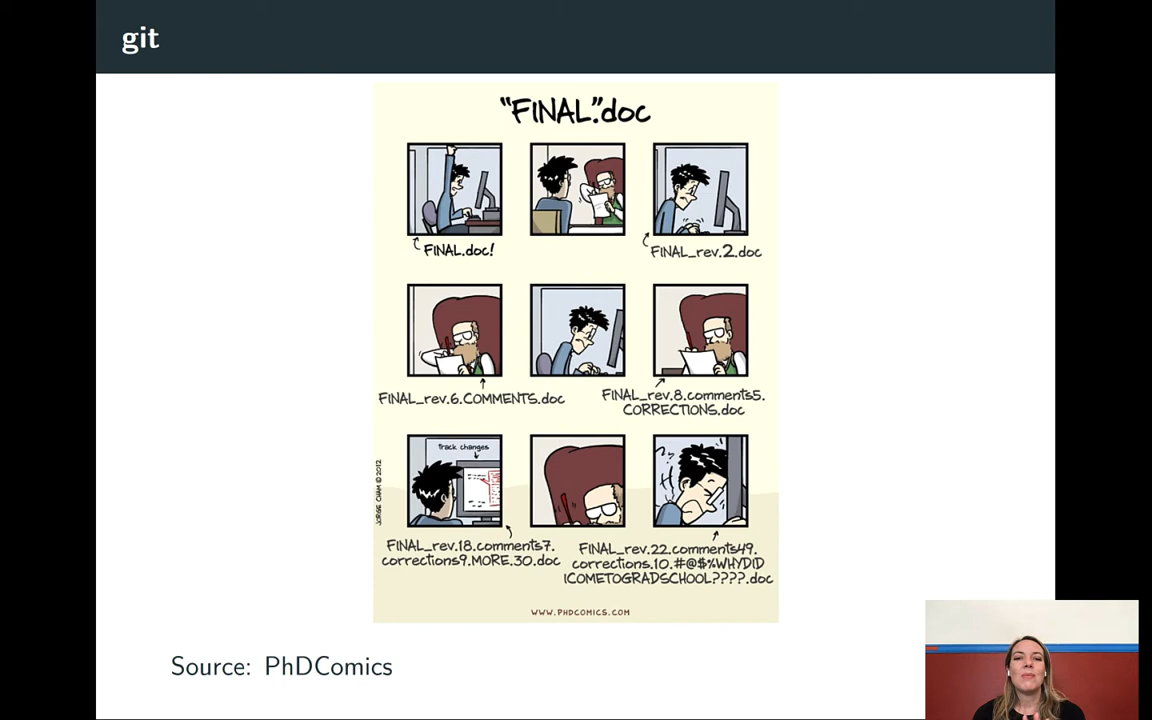 git
"FINAL".doc
FINAL.doc!
FINAL_rev.2.doc
FINAL_rev.6.COMMENTS.doc
FINAL_rev.8.comments5.
CORRECTIONS.doc
track changes
FINAL_rev.18.comments7.
corrections9.MORE.30.doc
FINAL_rev.22.comments49.
corrections.10.#@$%WHYDID
ICOMETOGRADSCHOOL????.doc
JORGE CHAM © 2012
WWW.PHDCOMICS.COM
Source: PhDComics